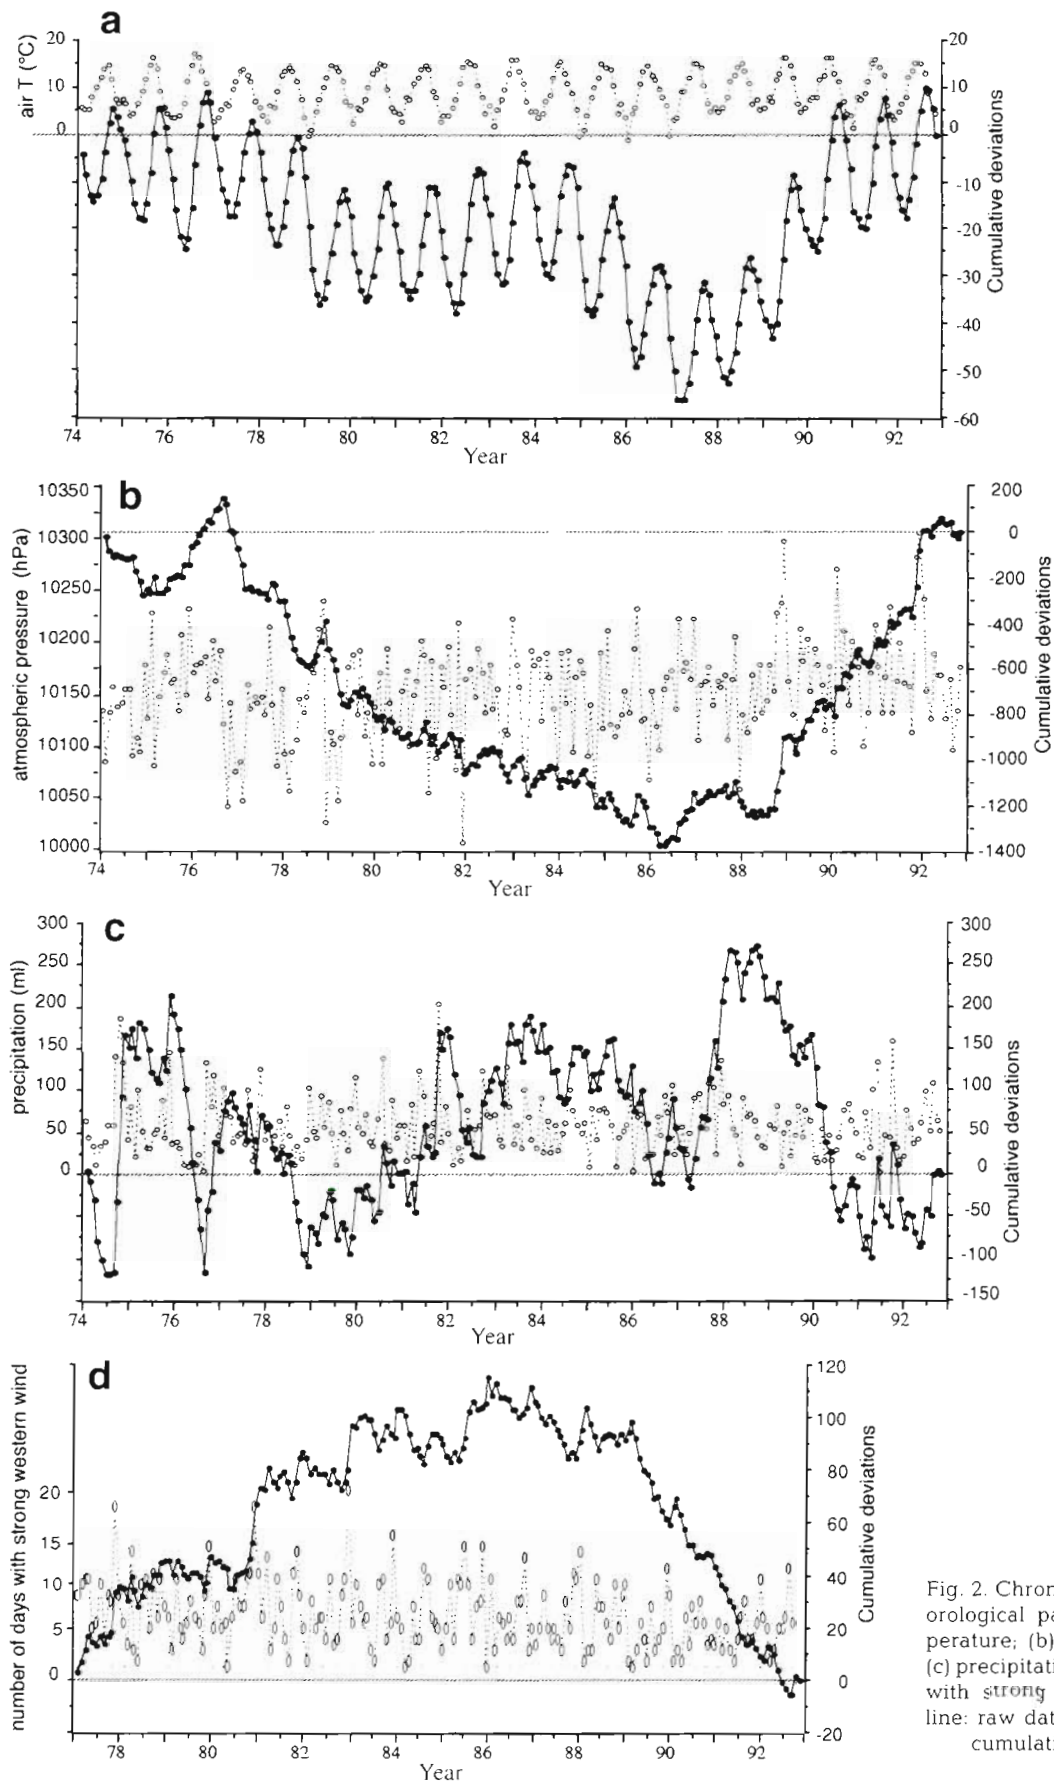 a
air T (°C)
20
10
0
20
10
0
-10
-20
-30
-40
-50
-60
Cumulative deviations
74 76 78 80 82 84 86 88 90 92
Year
b
atmospheric pressure (hPa)
10350
10300
10250
10200
10150
10100
10050
10000
200
0
-200
-400
-600
-800
-1000
-1200
-1400
Cumulative deviations
74 76 78 80 82 84 86 88 90 92
Year
c
precipitation (ml)
300
250
200
150
100
50
0
300
250
200
150
100
50
0
-50
-100
-150
Cumulative deviations
74 76 78 80 82 84 86 88 90 92
Year
d
number of days with strong western wind
20
15
10
5
0
120
100
80
60
40
20
0
-20
Cumulative deviations
78 80 82 84 86 88 90 92
Year
Fig. 2. Chron
orological pa
perature; (b)
(c) precipitati
with strong
line: raw dat
cumulati